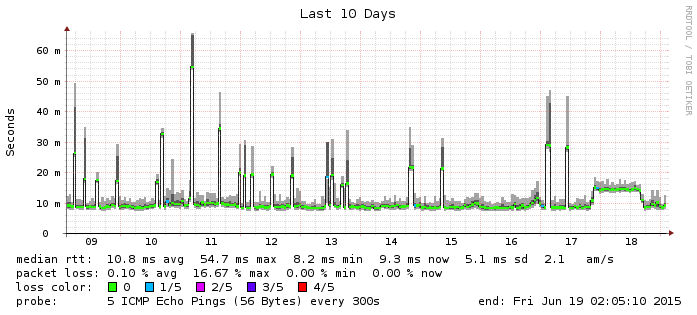 Last 10 Days
RRDTOOL / TOBI OETIKER
Seconds
60 m
50 m
40 m
30 m
20 m
10 m
0
09 10 11 12 13 14 15 16 17 18
median rtt: 10.8 ms avg 54.7 ms max 8.2 ms min 9.3 ms now 5.1 ms sd 2.1 am/s
packet loss: 0.10 % avg 16.67 % max 0.00 % min 0.00 % now
loss color: 0 1/5 2/5 3/5 4/5
probe: 5 ICMP Echo Pings (56 Bytes) every 300s end: Fri Jun 19 02:05:10 2015